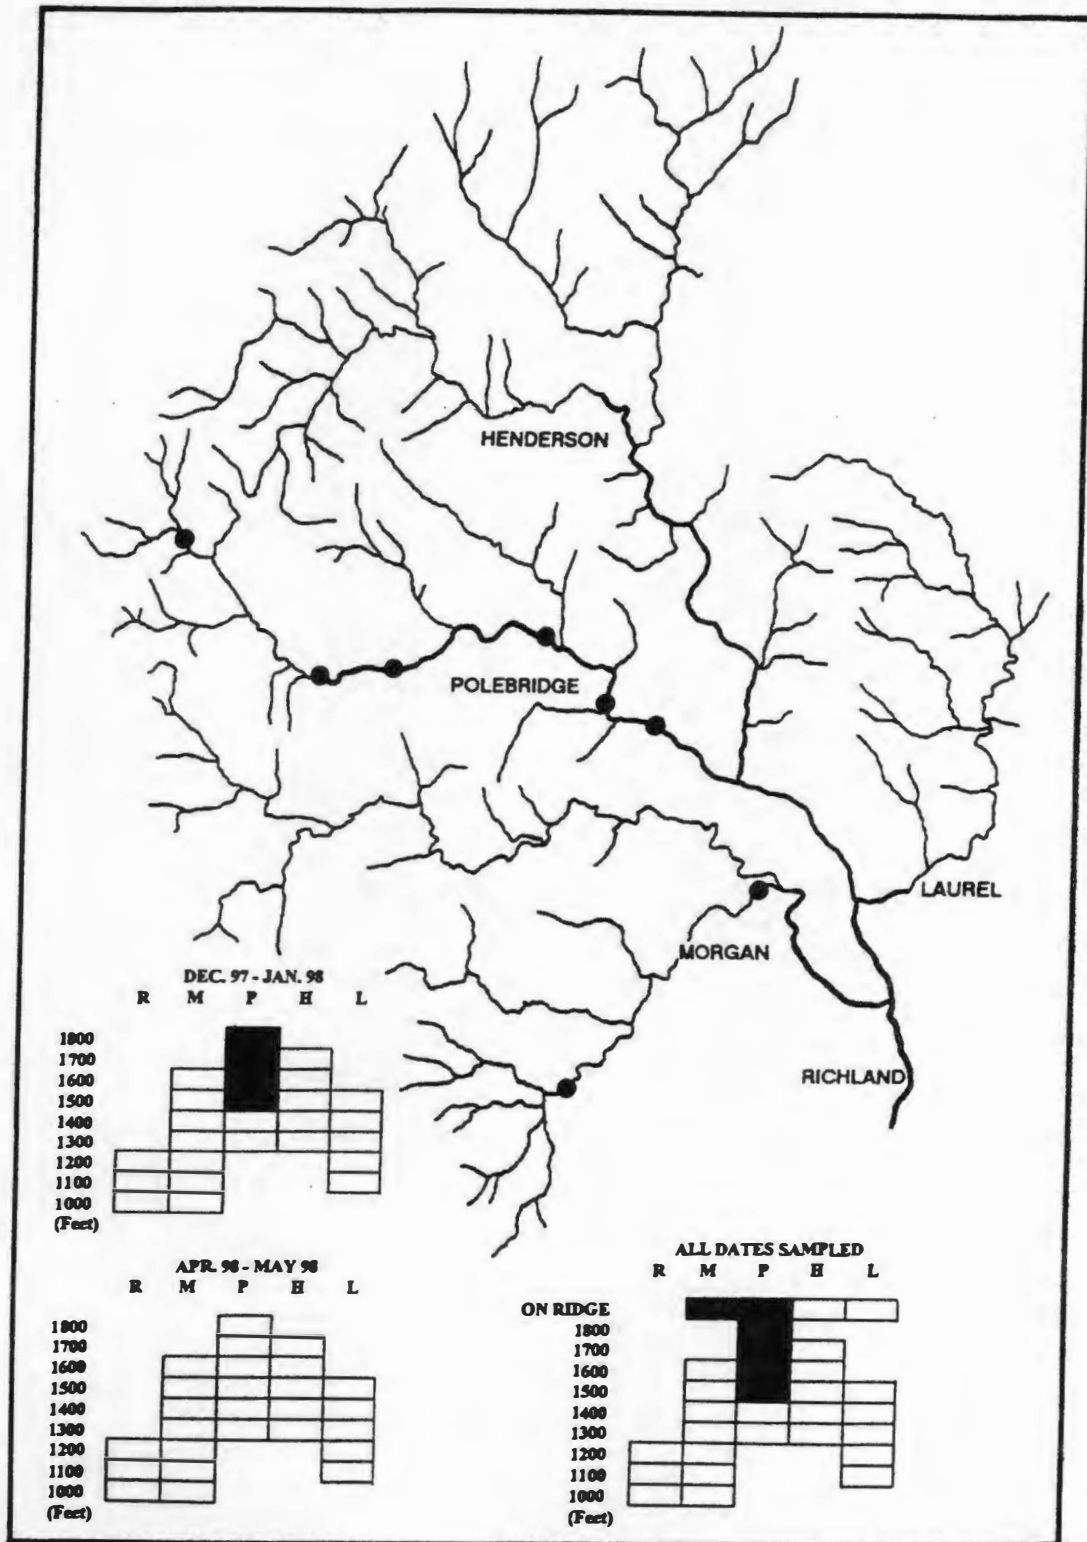 HENDERSON
POLEBRIDGE
LAUREL
MORGAN
RICHLAND
DEC. 97 - JAN. 98
R M P H L
1800
1700
1600
1500
1400
1300
1200
1100
1000
(Feet)
APR. 98 - MAY 98
R M P H L
1800
1700
1600
1500
1400
1300
1200
1100
1000
(Feet)
ALL DATES SAMPLED
R M P H L
ON RIDGE
1800
1700
1600
1500
1400
1300
1200
1100
1000
(Feet)